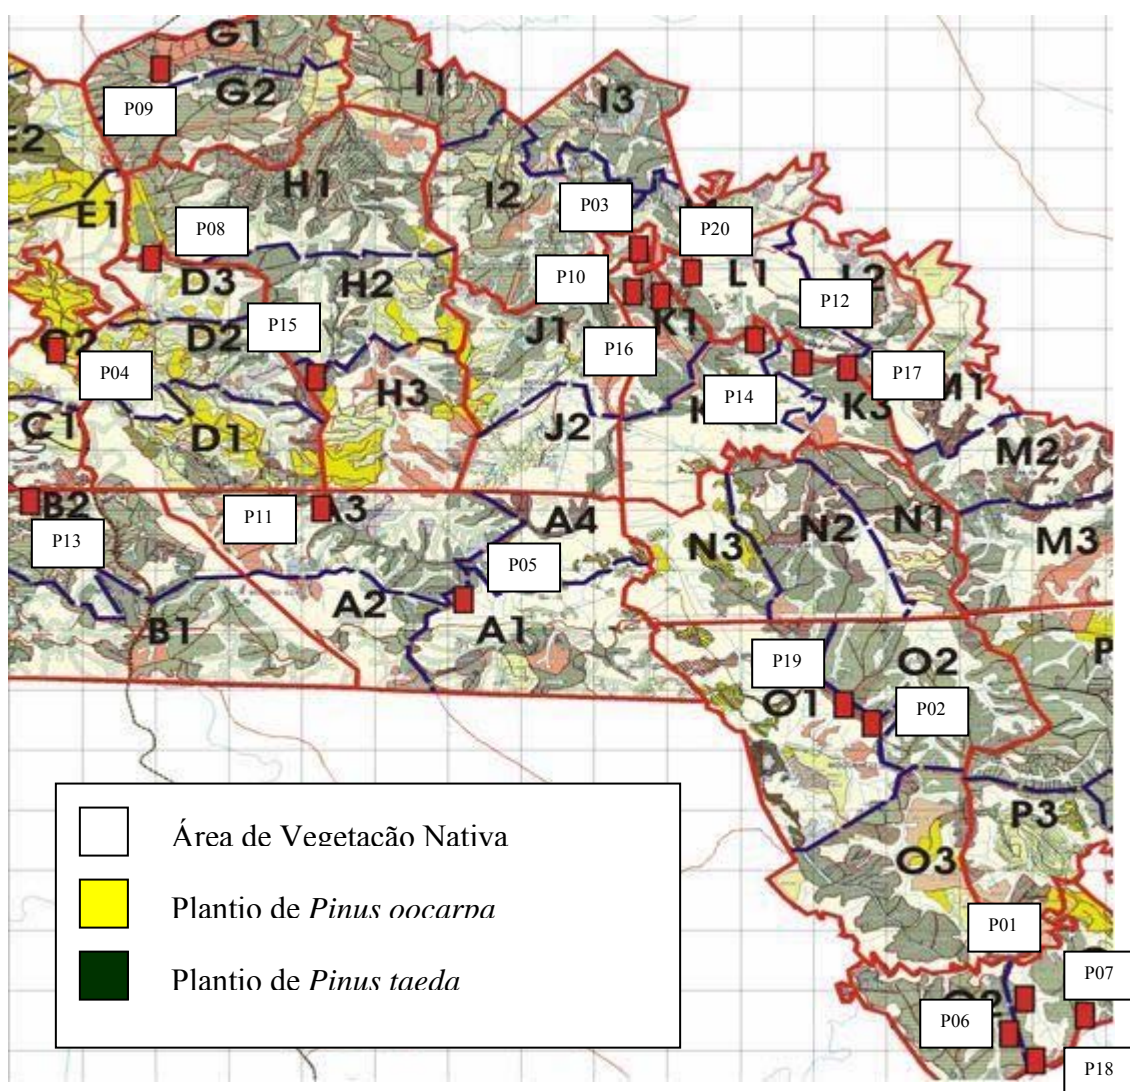 G1
P09
G2
I1
I3
E2
H1
I2
P03
E1
P08
P20
D3
H2
P10
L1
P12
L2
D2
P15
J1
K1
P16
P04
P14
P17
M1
H3
K3
C1
D1
J2
M2
B2
P11
A3
A4
N1
N2
N3
M3
P13
P05
A2
A1
B1
P19
O2
O1
P02
P3
O3
P01
P07
P06
P18
Área de Vegetação Nativa
Plantio de Pinus oocarpa
Plantio de Pinus taeda